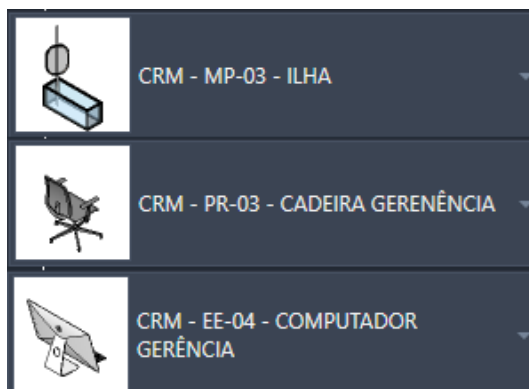 CRM - MP-03 - ILHA
CRM - PR-03 - CADEIRA GERENÊNCIA
CRM - EE-04 - COMPUTADOR
GERÊNCIA